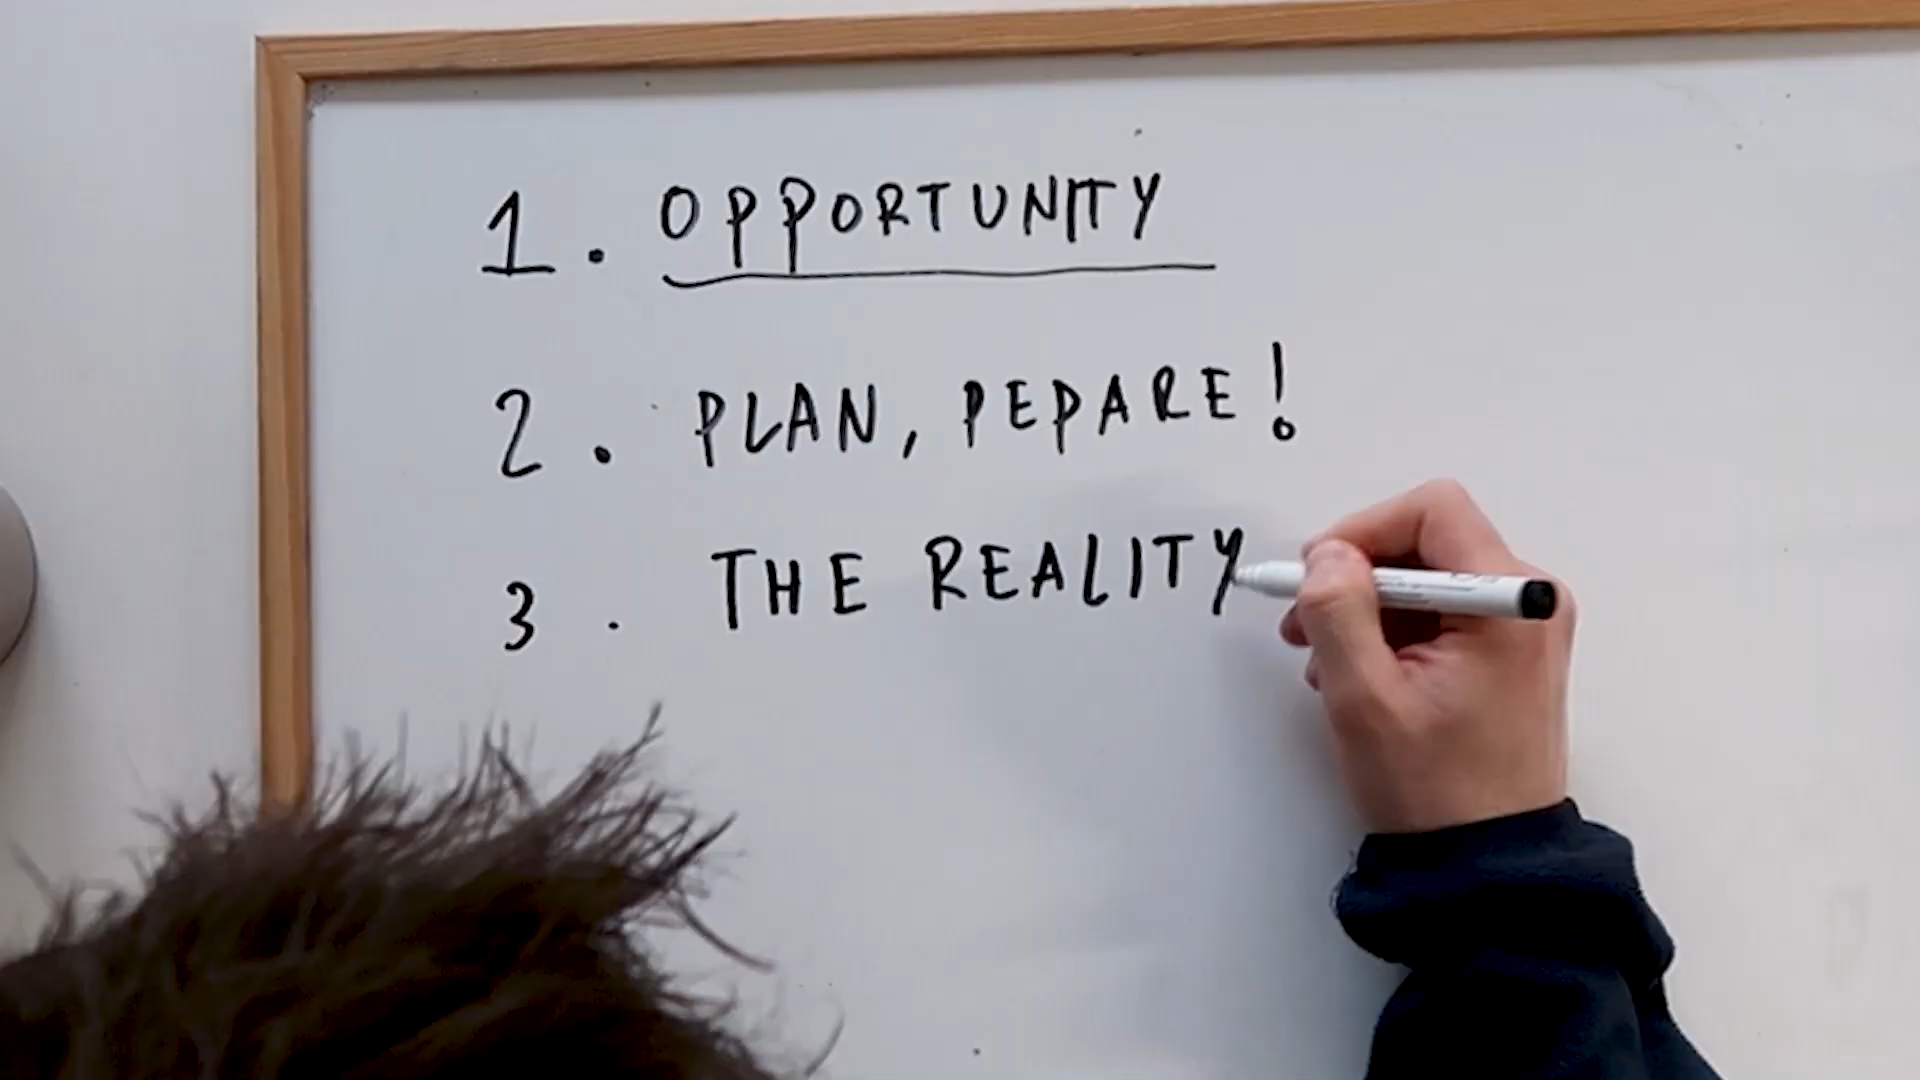 1. OPPORTUNITY
2. PLAN, PEPARE!
3. THE REALITY